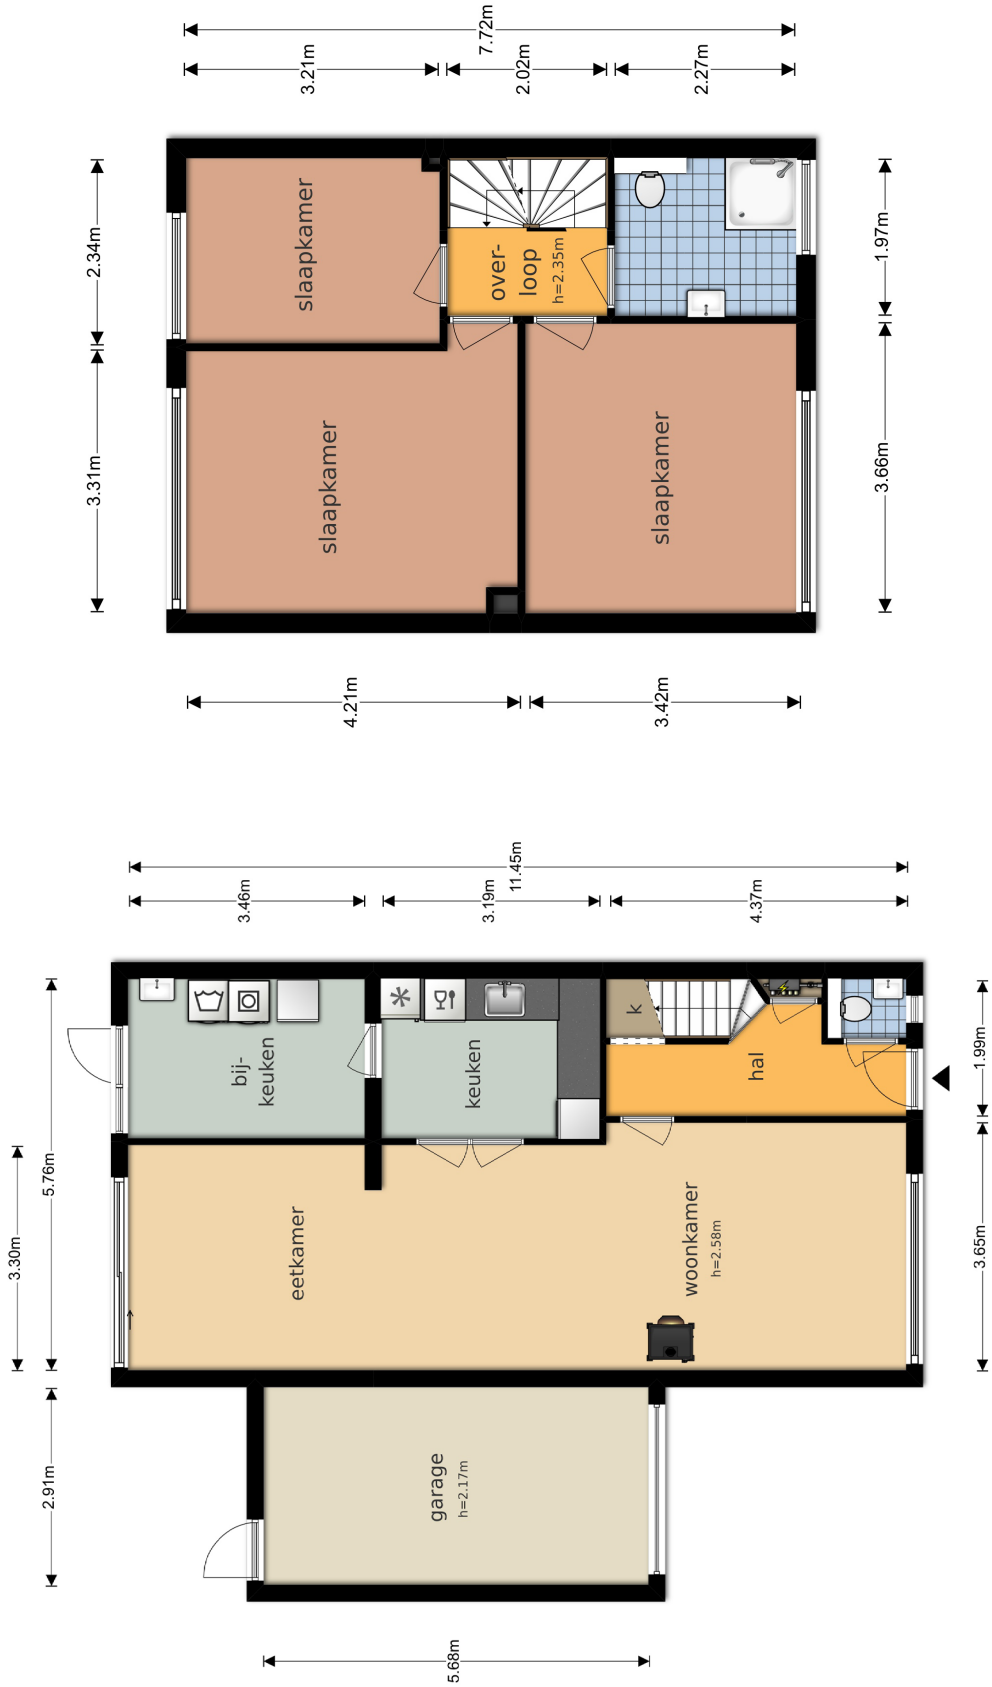 7.72m
3.21m
2.02m
2.27m
2.34m
3.31m
1.97m
3.66m
slaapkamer
over-
loop
h=2.35m
slaapkamer
slaapkamer
4.21m
3.42m
11.45m
3.46m
3.19m
4.37m
5.76m
3.30m
2.91m
1.99m
3.65m
bij-
keuken
keuken
k
hal
eetkamer
woonkamer
h=2.58m
garage
h=2.17m
5.68m